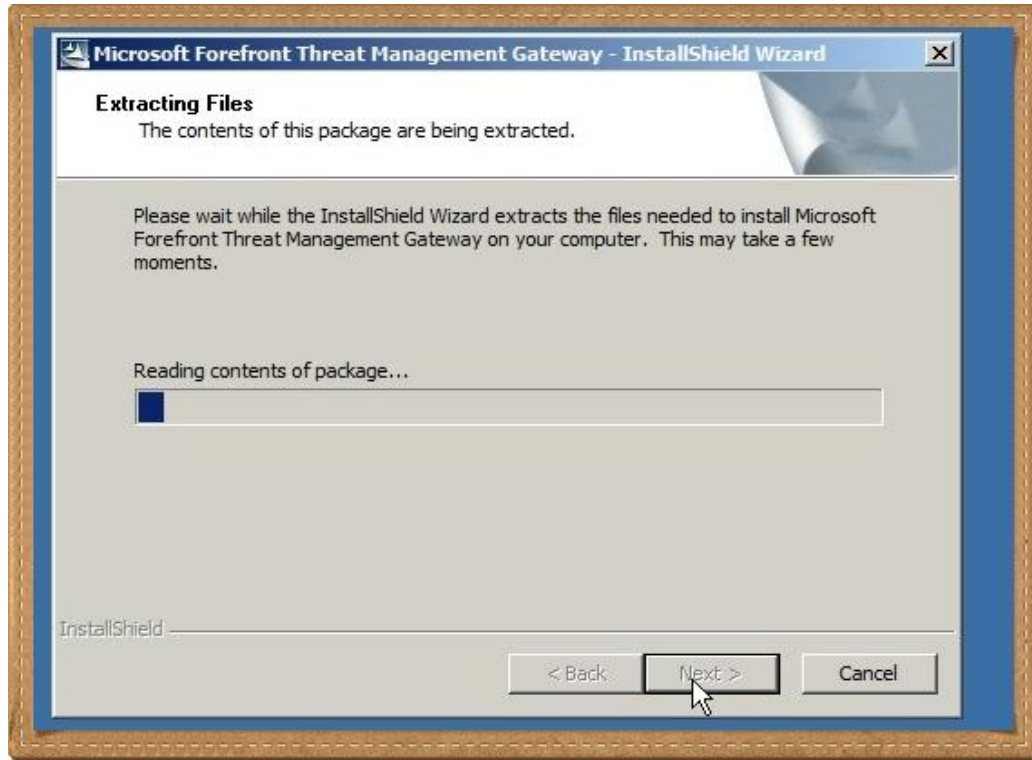 Microsoft Forefront Threat Management Gateway - InstallShield Wizard
Extracting Files
The contents of this package are being extracted.
Please wait while the InstallShield Wizard extracts the files needed to install Microsoft
Forefront Threat Management Gateway on your computer. This may take a few
moments.
Reading contents of package...
InstallShield
< Back
Next >
Cancel